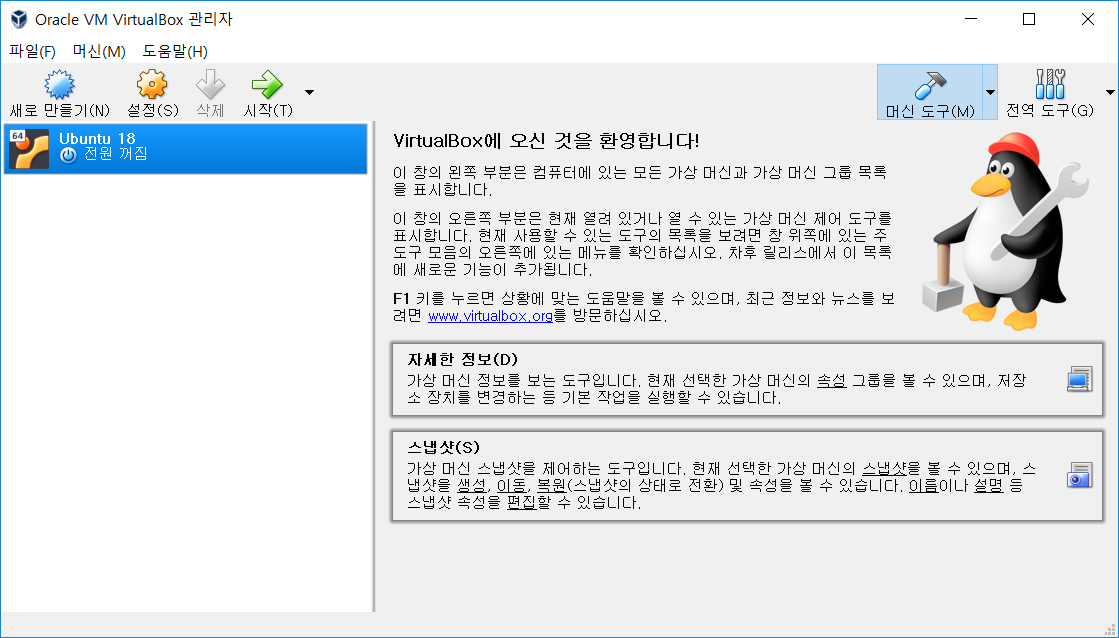 Oracle VM VirtualBox 관리자
파일(F) 머신(M) 도움말(H)
새로 만들기(N) 설정(S) 삭제 시작(T) 머신 도구(M) 전역 도구(G)
64
Ubuntu 18
전원 꺼짐
VirtualBox에 오신 것을 환영합니다!
이 창의 왼쪽 부분은 컴퓨터에 있는 모든 가상 머신과 가상 머신 그룹 목록
을 표시합니다.
이 창의 오른쪽 부분은 현재 열려 있거나 열 수 있는 가상 머신 제어 도구를
표시합니다. 현재 사용할 수 있는 도구의 목록을 보려면 창 위쪽에 있는 주
도구 모음의 오른쪽에 있는 메뉴를 확인하십시오. 차후 릴리스에서 이 목록
에 새로운 기능이 추가됩니다.
F1 키를 누르면 상황에 맞는 도움말을 볼 수 있으며, 최근 정보와 뉴스를 보
려면 www.virtualbox.org를 방문하십시오.
자세한 정보(D)
가상 머신 정보를 보는 도구입니다. 현재 선택한 가상 머신의 속성 그룹을 볼 수 있으며, 저장
소 장치를 변경하는 등 기본 작업을 실행할 수 있습니다.
스냅샷(S)
가상 머신 스냅샷을 제어하는 도구입니다. 현재 선택한 가상 머신의 스냅샷을 볼 수 있으며, 스
냅샷을 생성, 이동, 복원(스냅샷의 상태로 전환) 및 속성을 볼 수 있습니다. 이름이나 설명 등
스냅샷 속성을 편집할 수 있습니다.